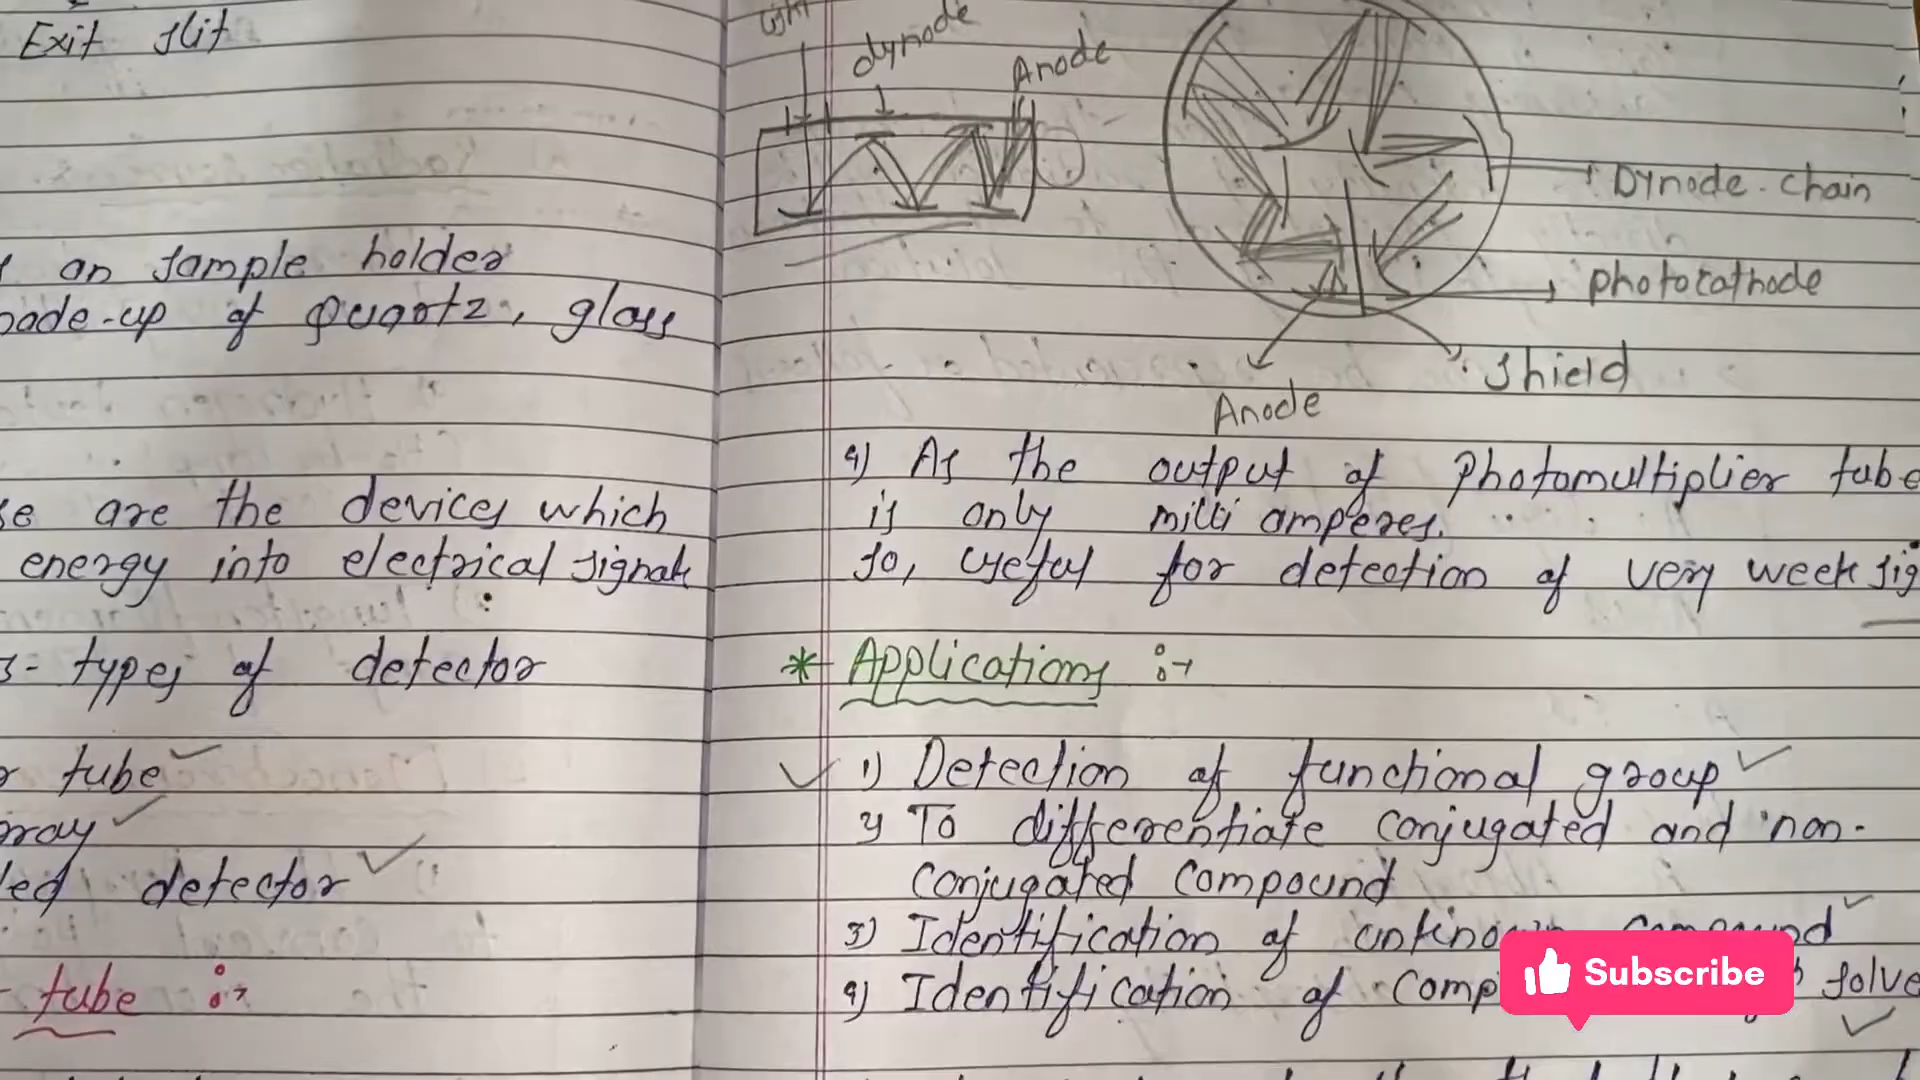 Exit slit
an sample holder
made-up of quartz, glass
are the devices which
energy into electrical signals
types of detector
tube
detector
tube :-
Light
dynode
Anode
Dynode-chain
photocathode
Shield
Anode
4) As the output of Photomultiplier tube
is only milli amperes.
so, useful for detection of very week sig
* Applications :-
1) Detection of functional group
2) To differentiate conjugated and non-
conjugated compound
3) Identification of unknown compound
4) Identification of comp
solve
Subscribe